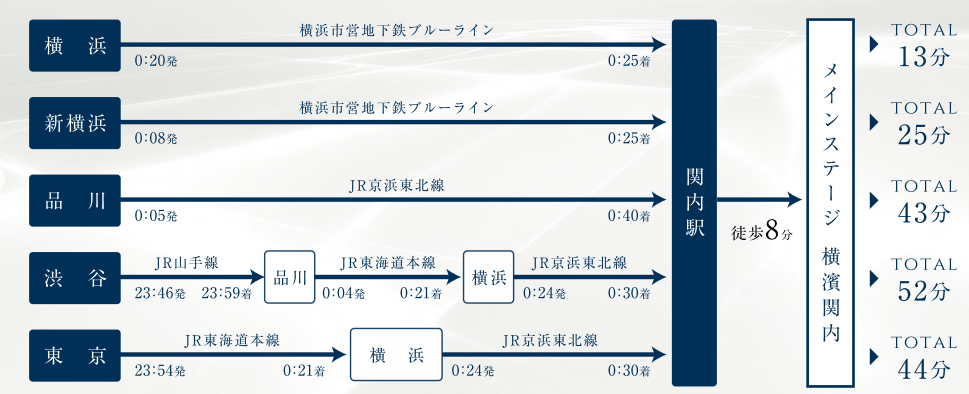 横浜
横浜市営地下鉄ブルーライン
0:20発
0:25着
TOTAL
13分
新横浜
横浜市営地下鉄ブルーライン
0:08発
0:25着
TOTAL
25分
品川
JR京浜東北線
0:05発
0:40着
TOTAL
43分
渋谷
JR山手線
23:46発
23:59着
品川
JR東海道本線
0:04発
0:21着
横浜
JR京浜東北線
0:24発
0:30着
TOTAL
52分
東京
JR東海道本線
23:54発
0:21着
横浜
JR京浜東北線
0:24発
0:30着
TOTAL
44分
関内駅
徒歩8分
メインステージ 横濱関内